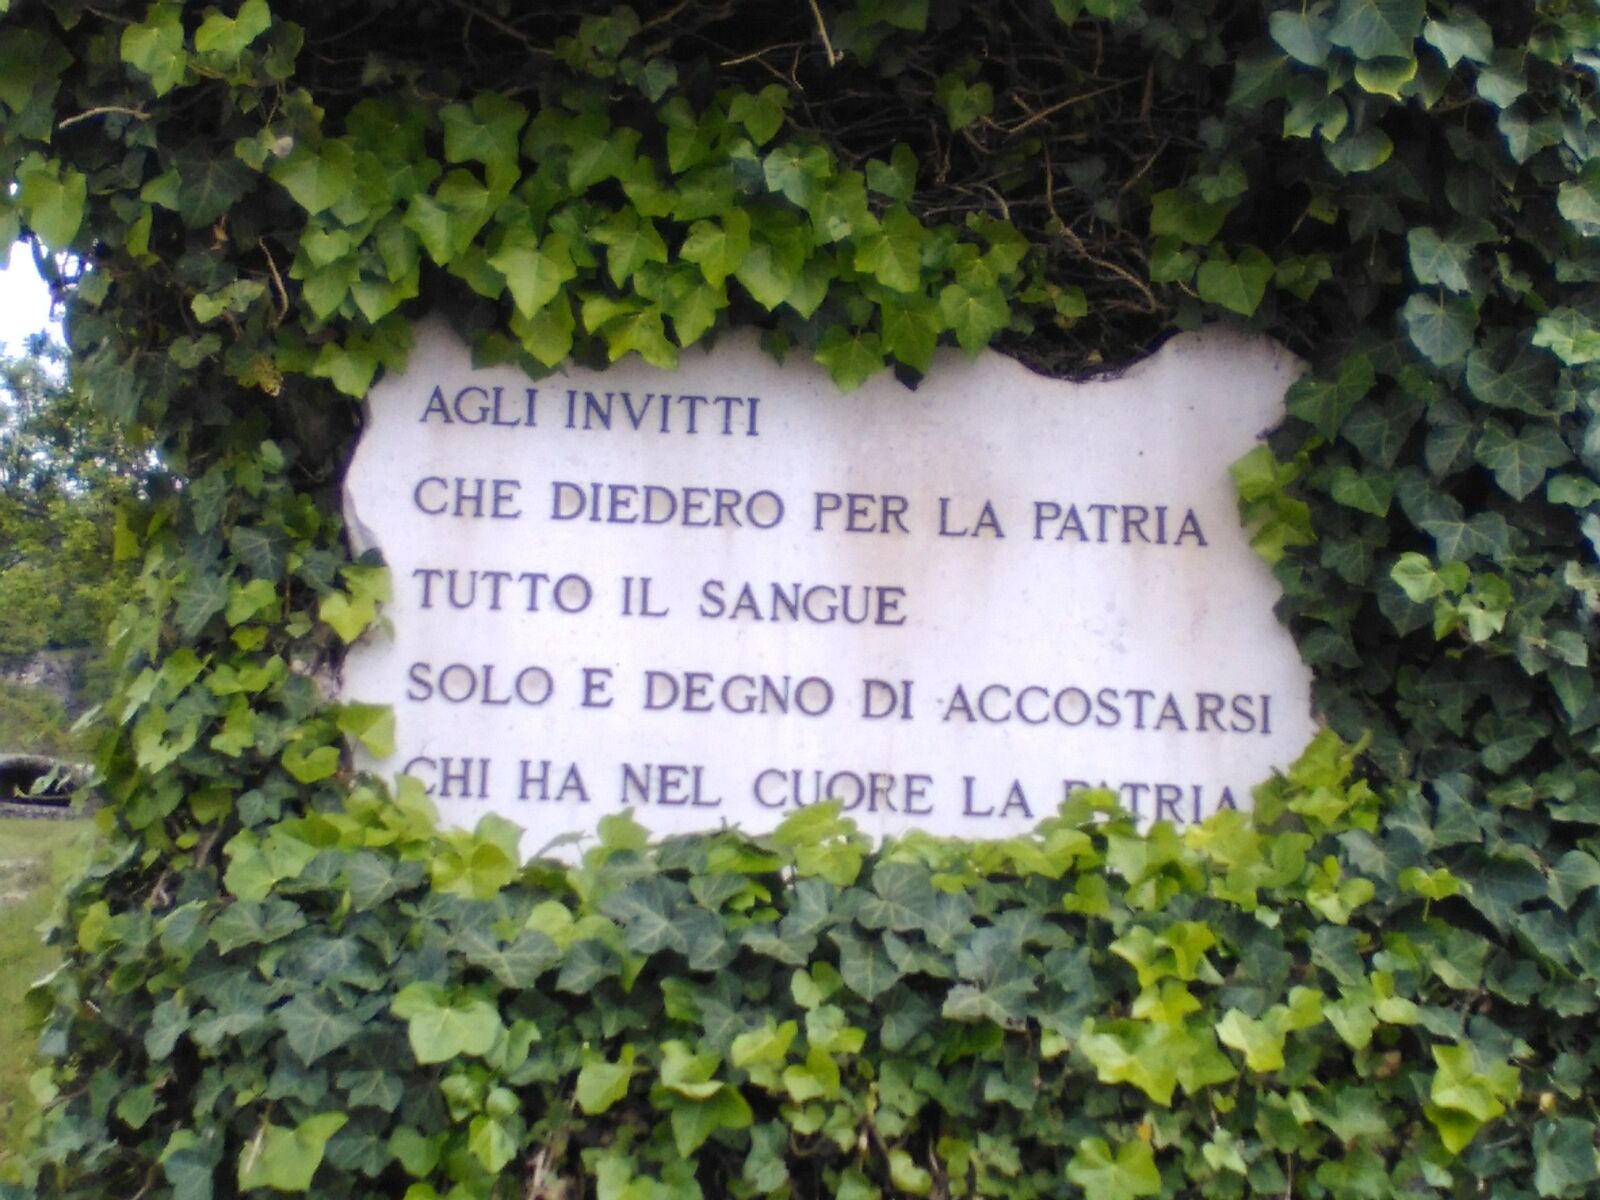 AGLI INVITTI
CHE DIEDERO PER LA PATRIA
TUTTO IL SANGUE
SOLO E DEGNO DI ACCOSTARSI
CHI HA NEL CUORE LA PATRIA